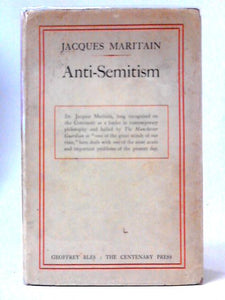 JACQUES MARITAIN
Anti-Semitism
Dr. Jacques Maritain, long recognized on
the Continent as a leader in contemporary
philosophy and hailed by The Manchester
Guardian as "one of the great minds of our
time," here deals with one of the most acute
and important problems of the present day.
GEOFFREY BLES : THE CENTENARY PRESS